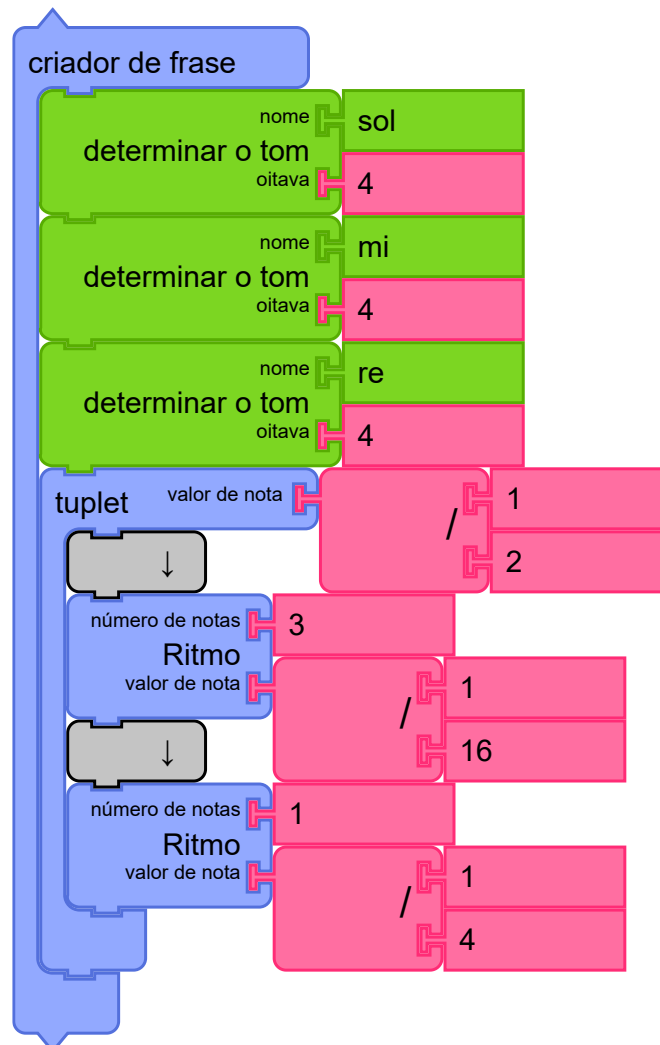 criador de frase
nome sol
determinar o tom
oitava 4
nome mi
determinar o tom
oitava 4
nome re
determinar o tom
oitava 4
tuplet valor de nota / 1
2
↓
número de notas 3
Ritmo
valor de nota / 1
16
↓
número de notas 1
Ritmo
valor de nota / 1
4